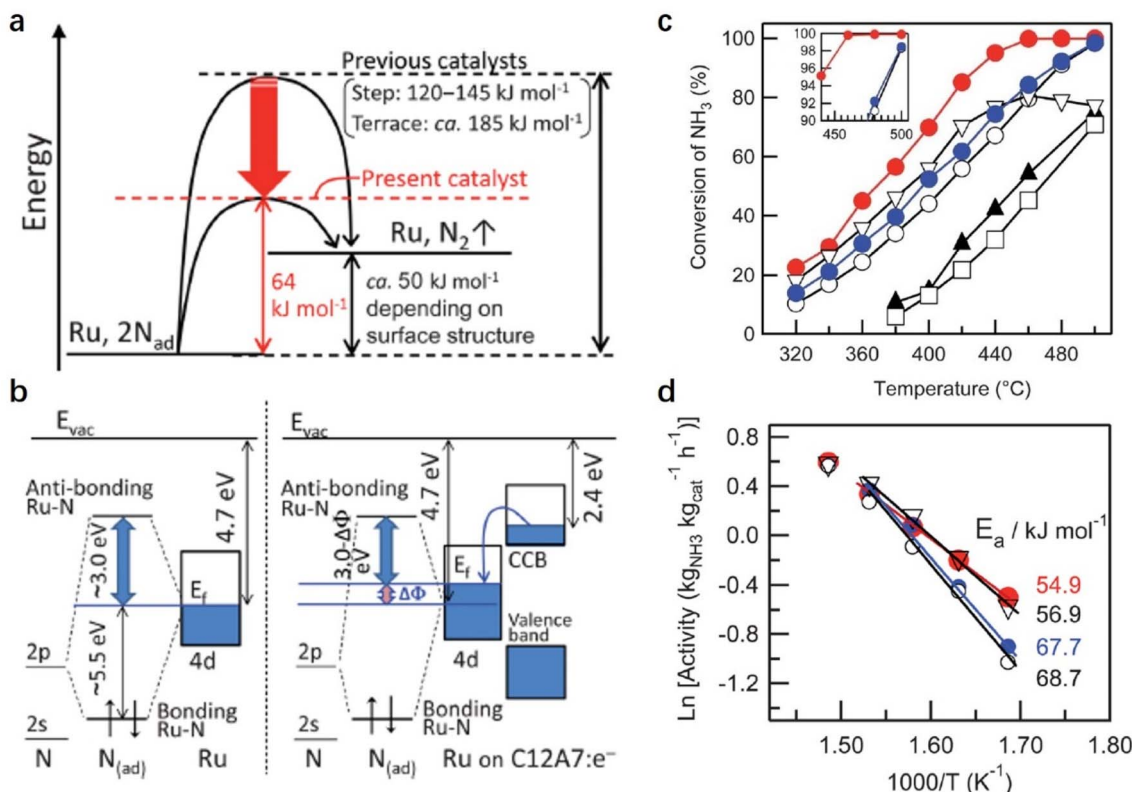 a
Energy
Previous catalysts
Step: 120–145 kJ mol⁻¹
Terrace: ca. 185 kJ mol⁻¹
Present catalyst
Ru, N₂↑
64
kJ mol⁻¹
ca. 50 kJ mol⁻¹
depending on
surface structure
Ru, 2N_ad
b
E_vac
4.7 eV
Anti-bonding
Ru-N
~3.0 eV
E_f
4d
~5.5 eV
2p
2s
Bonding
Ru-N
N
N_(ad)
Ru
E_vac
4.7 eV
2.4 eV
Anti-bonding
Ru-N
3.0-ΔΦ
eV
ΔΦ
E_f
4d
CCB
Valence
band
2p
2s
Bonding
Ru-N
N
N_(ad)
Ru on C12A7:e⁻
c
Conversion of NH₃ (%)
100
80
60
40
20
0
100
98
96
94
92
90
460
500
320
360
400
440
480
Temperature (°C)
d
Ln [Activity (kg_NH3 kg_cat⁻¹ h⁻¹)]
0.8
0.4
0.0
-0.4
-0.8
-1.2
E_a / kJ mol⁻¹
54.9
56.9
67.7
68.7
1.50
1.60
1.70
1.80
1000/T (K⁻¹)